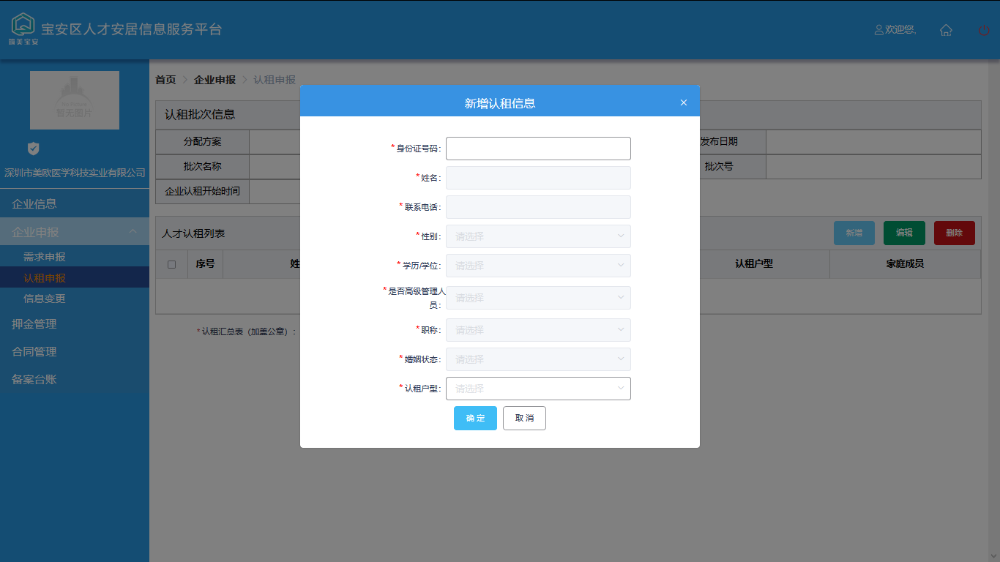 筑美宝安
宝安区人才安居信息服务平台
欢迎您,
No Picture
暂无图片
深圳市美欧医学科技实业有限公司
企业信息
企业申报
需求申报
认租申报
信息变更
押金管理
合同管理
备案台账
首页 > 企业申报 > 认租申报
认租批次信息
分配方案
发布日期
批次名称
批次号
企业认租开始时间
人才认租列表
新增 编辑 删除
序号 姓 认租户型 家庭成员
*认租汇总表（加盖公章）:
新增认租信息
*身份证号码:
*姓名:
*联系电话:
*性别: 请选择
*学历/学位: 请选择
*是否高级管理人
员: 请选择
*职称: 请选择
*婚姻状态: 请选择
*认租户型: 请选择
确定 取消